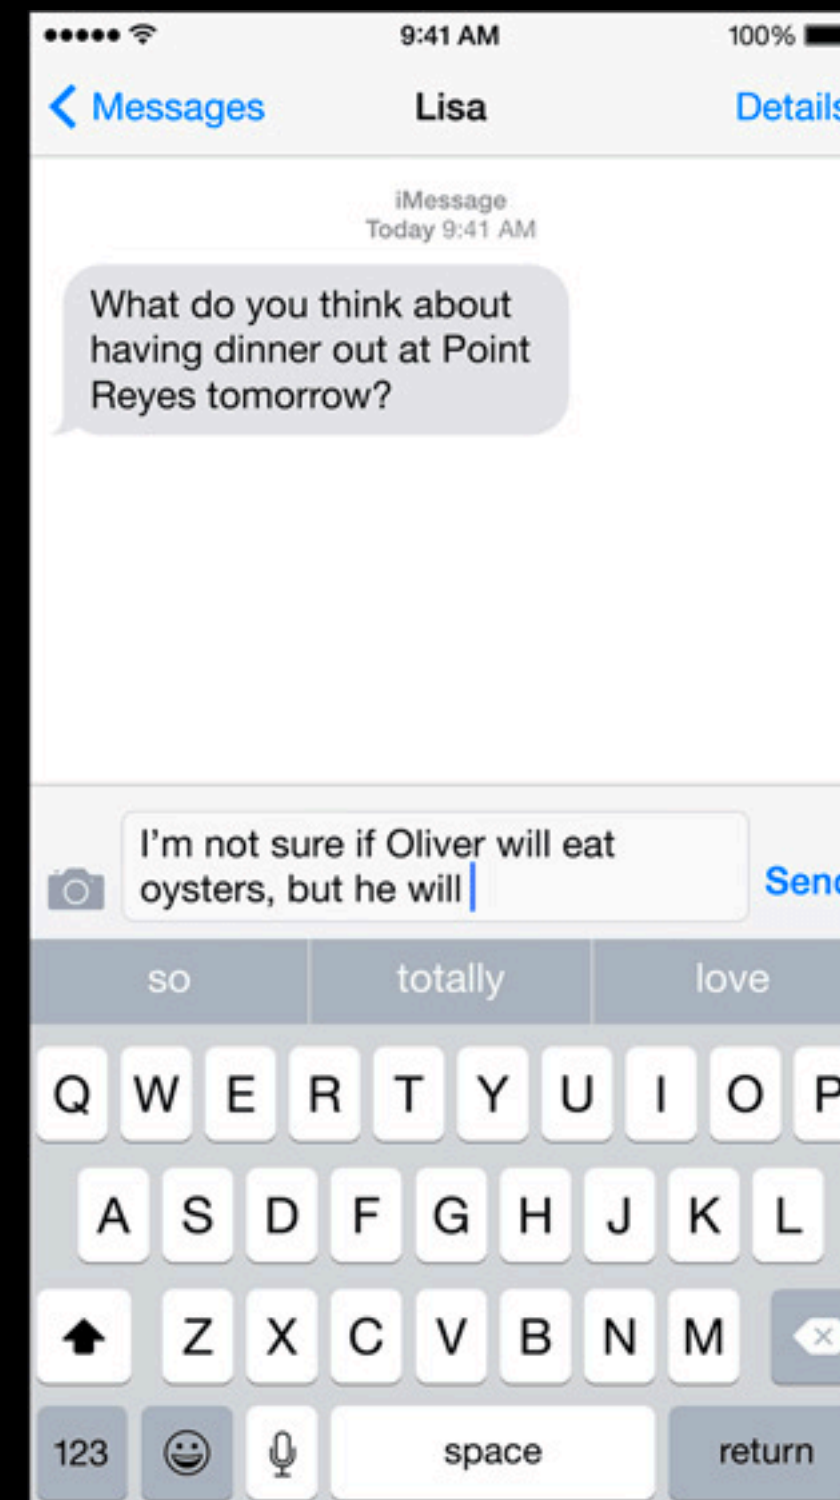 9:41 AM 100%
Messages Lisa Details
iMessage
Today 9:41 AM
What do you think about
having dinner out at Point
Reyes tomorrow?
I’m not sure if Oliver will eat
oysters, but he will
Send
so totally love
Q W E R T Y U I O P
A S D F G H J K L
Z X C V B N M
123 space return